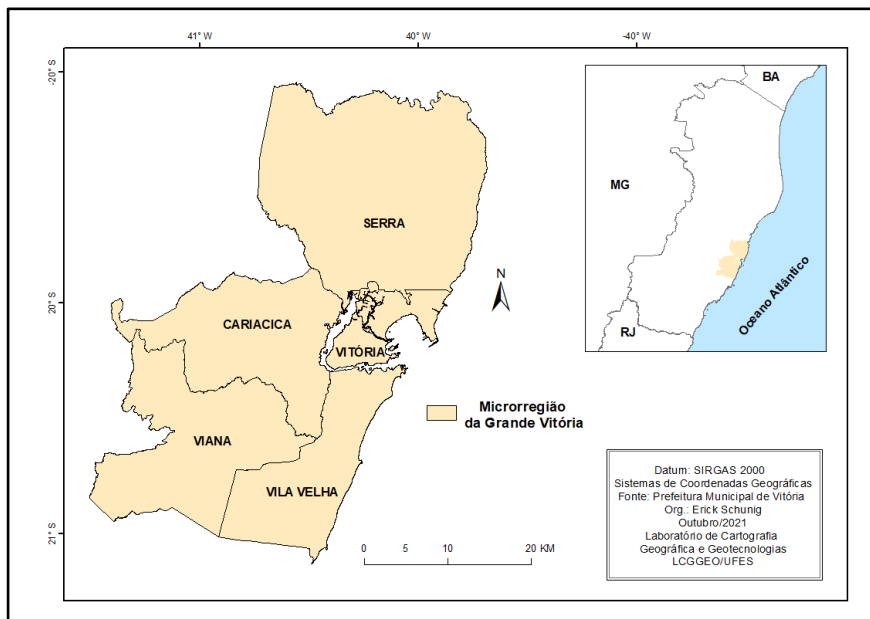 41° W
40° W
-40° W
-20° S
20° S
21° S
BA
MG
RJ
Oceano Atlântico
SERRA
CARIACICA
VITÓRIA
VIANA
VILA VELHA
N
Microrregião
da Grande Vitória
0 5 10 20 KM
Datum: SIRGAS 2000
Sistemas de Coordenadas Geográficas
Fonte: Prefeitura Municipal de Vitória
Org.: Erick Schunig
Outubro/2021
Laboratório de Cartografia
Geográfica e Geotecnologias
LCGGEO/UFES